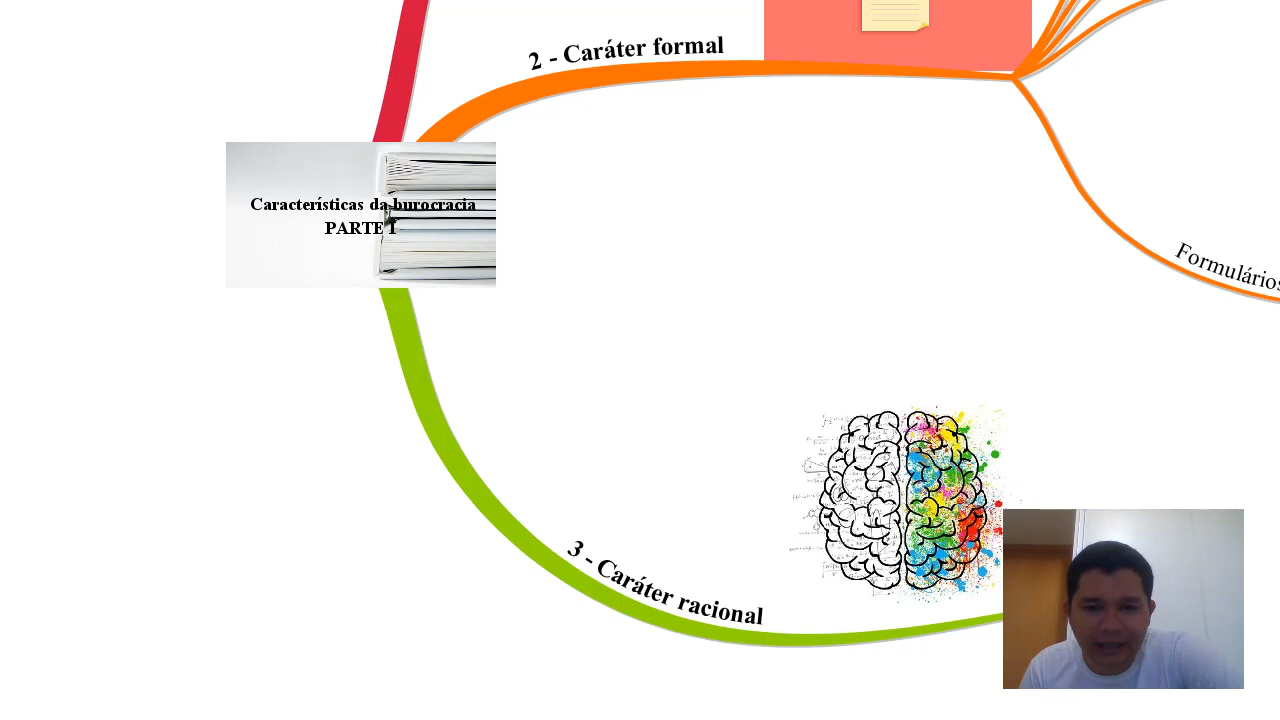 2 - Caráter formal
Características da burocracia
PARTE I
Formulários
3 - Caráter racional